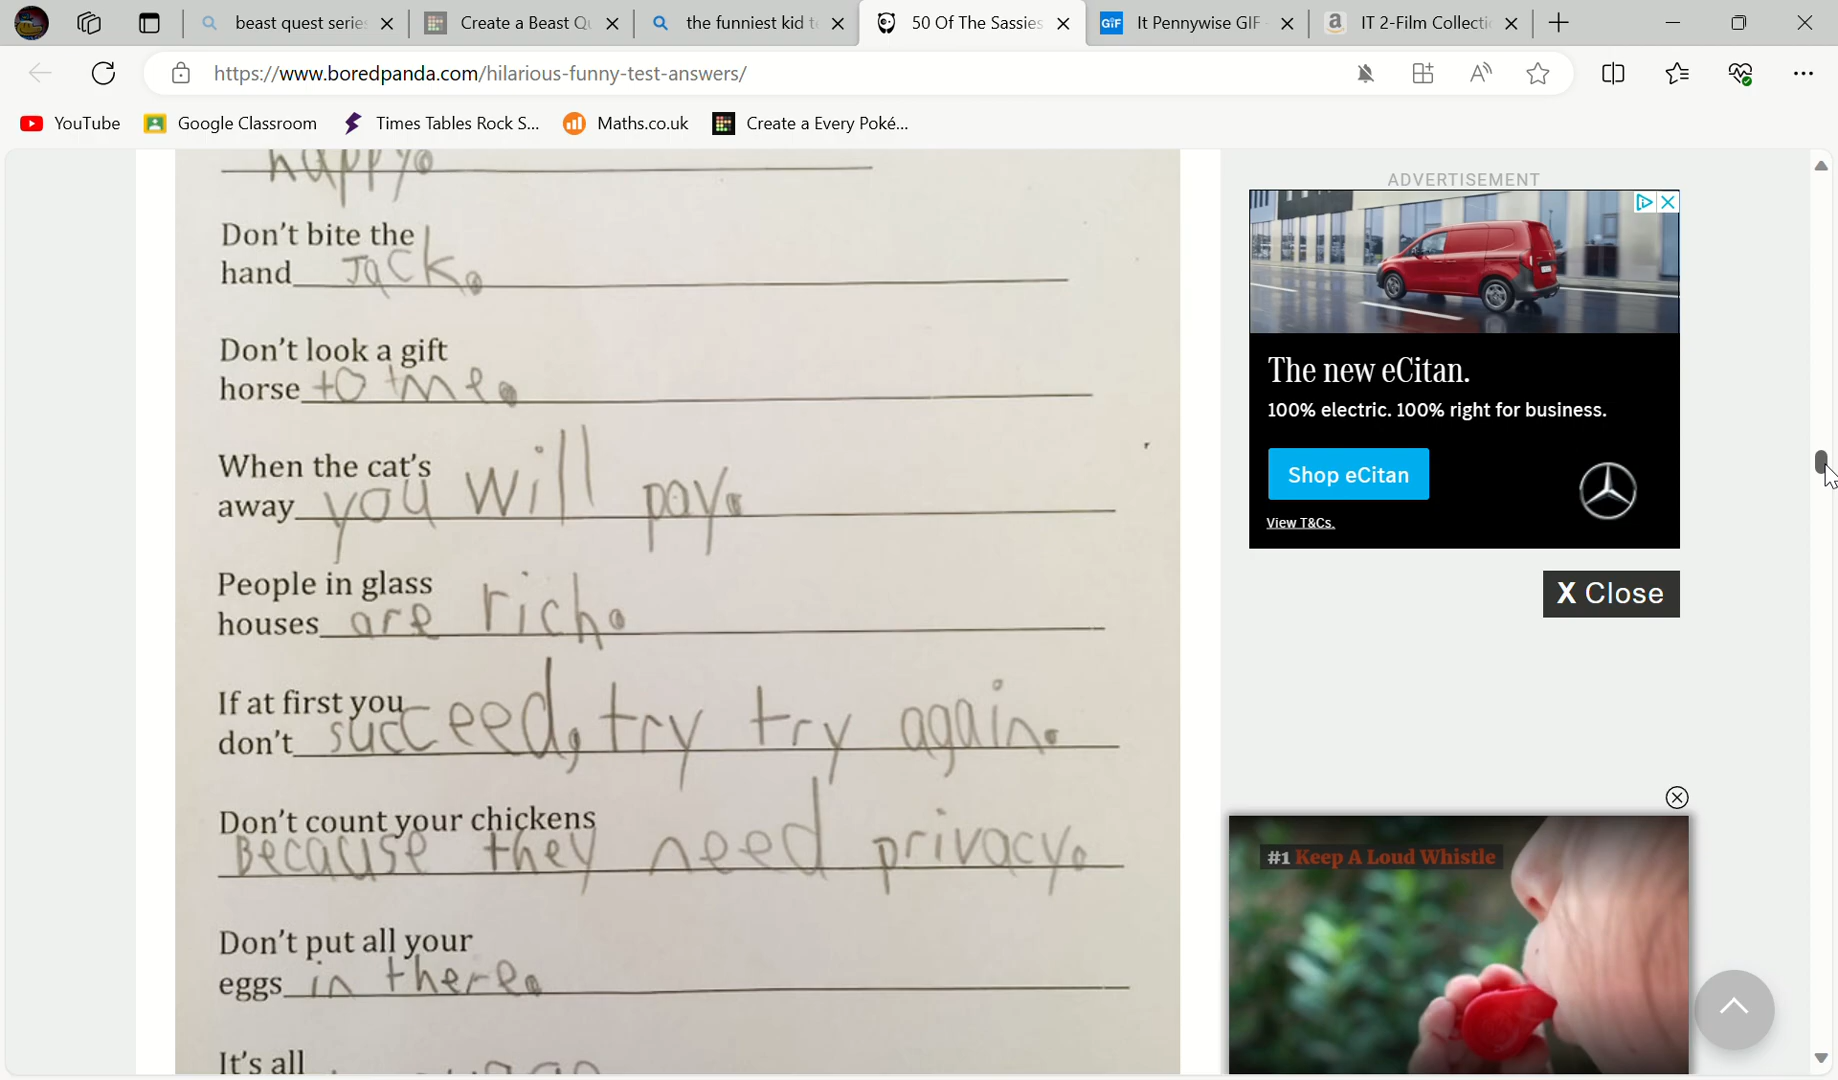 beast quest serie
Create a Beast Qu
the funniest kid te
50 Of The Sassies
GIF
It Pennywise GIF
IT 2-Film Collecti
https://www.boredpanda.com/hilarious-funny-test-answers/
YouTube
Google Classroom
Times Tables Rock S...
Maths.co.uk
Create a Every Poké...
happy.
Don't bite the
hand Jack.
Don't look a gift
horse to me.
When the cat's
away you will pay.
People in glass
houses are rich.
If at first you
don't succeed, try try again.
Don't count your chickens
Because they need privacy.
Don't put all your
eggs in there.
It's all
ADVERTISEMENT
The new eCitan.
100% electric. 100% right for business.
Shop eCitan
View T&Cs.
X Close
#1 Keep A Loud Whistle